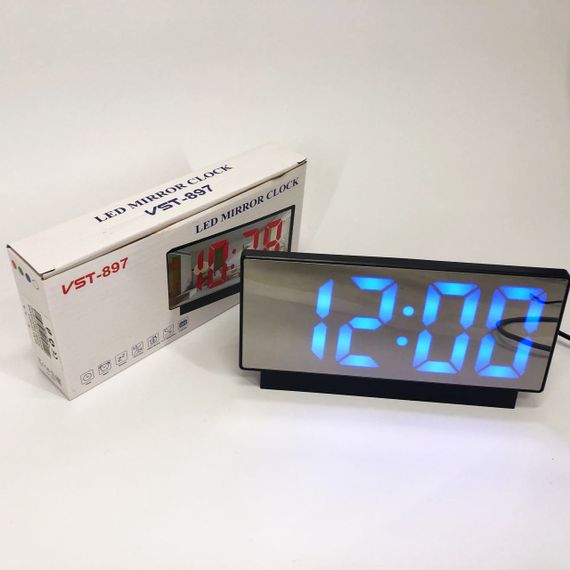 LED MIRROR CLOCK
VST-897
LED MIRROR CLOCK
VST-897
12:00